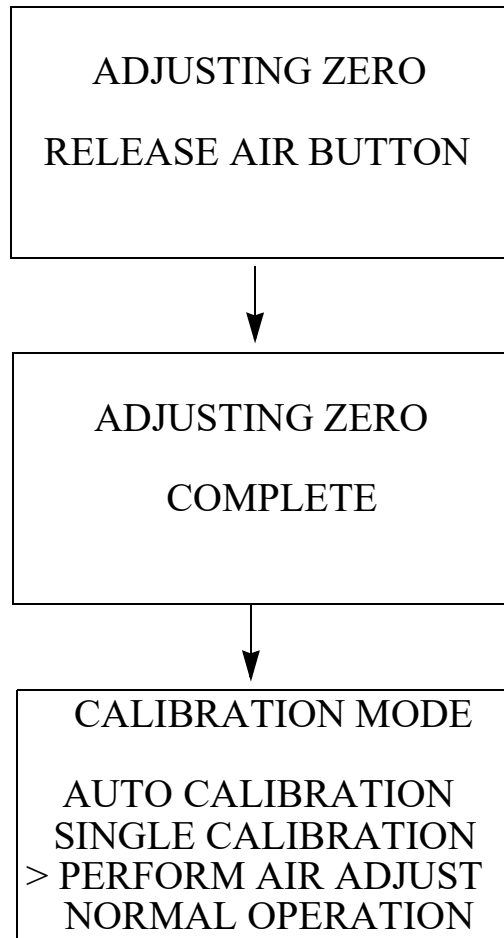 ADJUSTING ZERO
RELEASE AIR BUTTON
ADJUSTING ZERO
COMPLETE
CALIBRATION MODE
AUTO CALIBRATION
SINGLE CALIBRATION
> PERFORM AIR ADJUST
NORMAL OPERATION